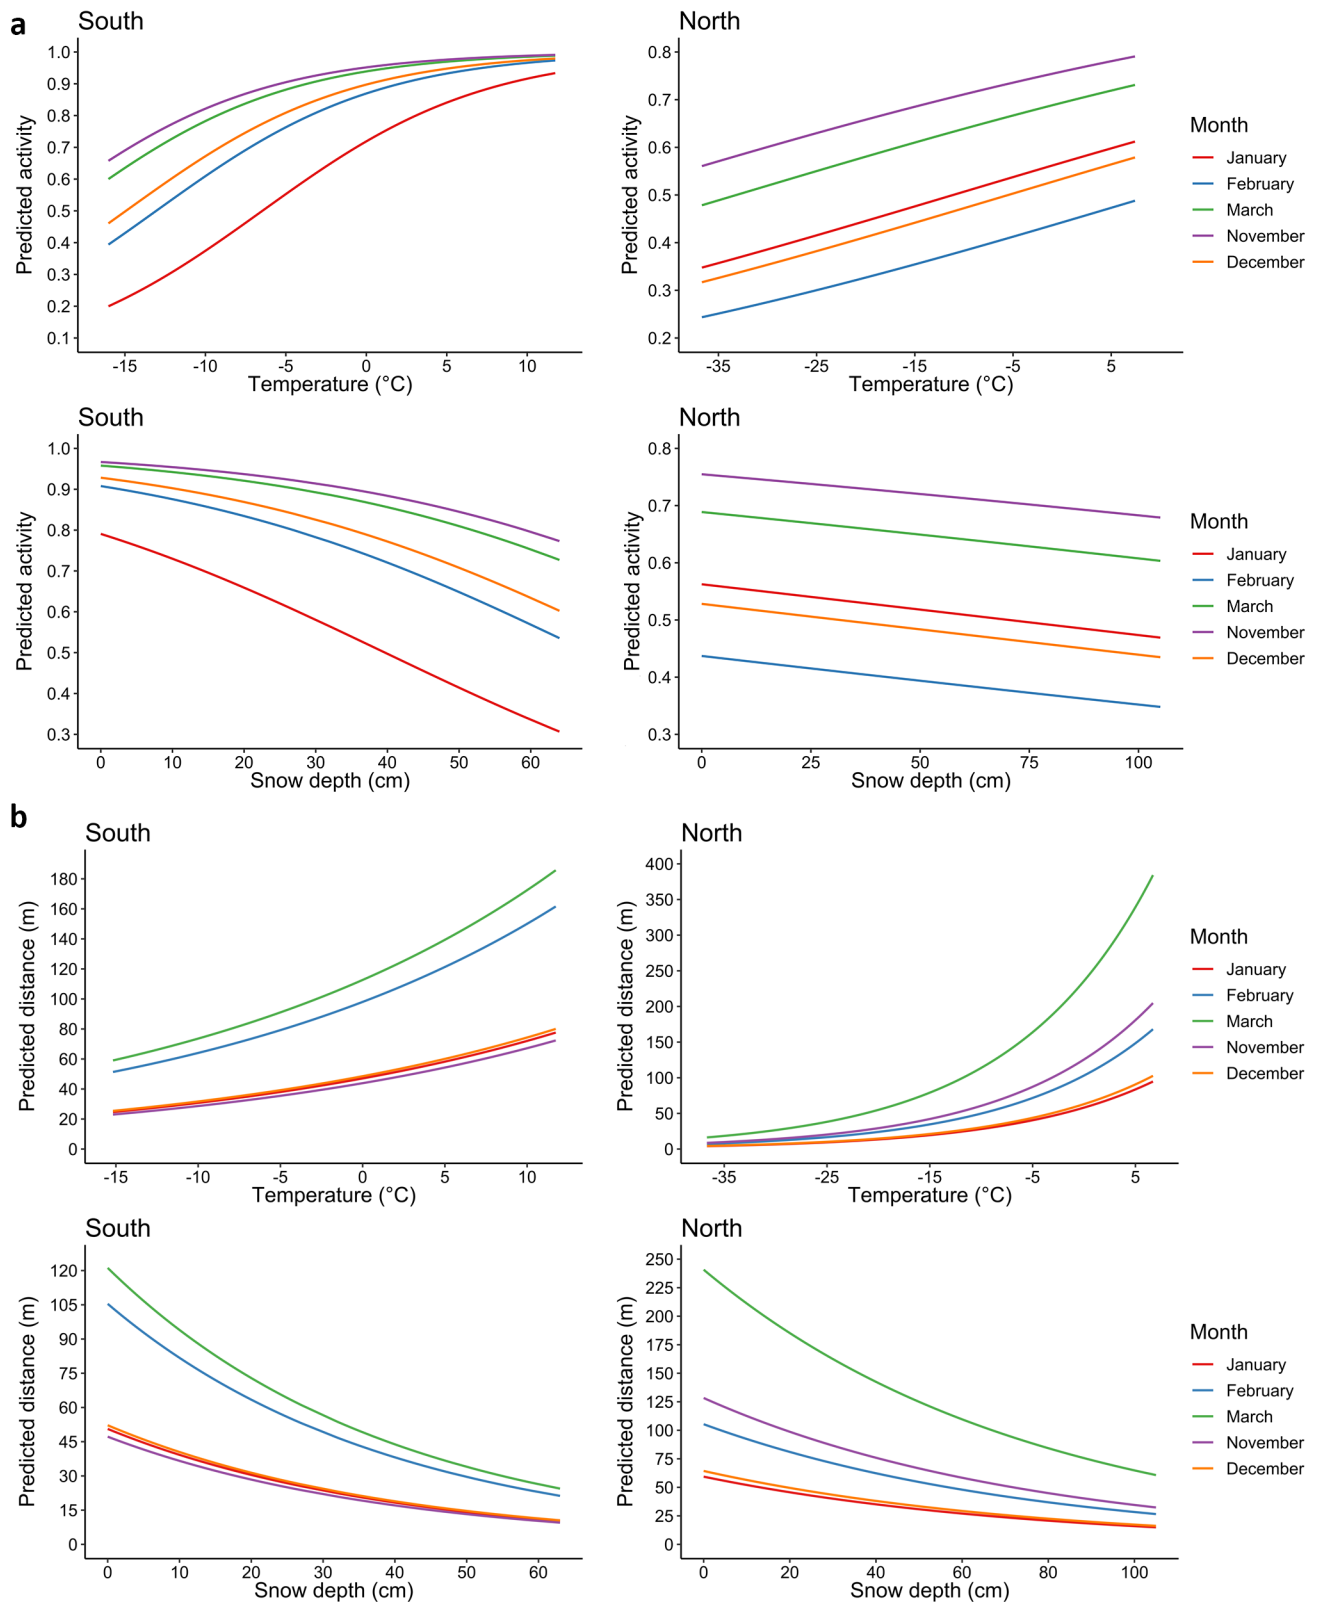 a
South
Predicted activity
1.0
0.9
0.8
0.7
0.6
0.5
0.4
0.3
0.2
0.1
-15 -10 -5 0 5 10
Temperature (°C)
North
Predicted activity
0.8
0.7
0.6
0.5
0.4
0.3
0.2
-35 -25 -15 -5 5
Temperature (°C)
Month
January
February
March
November
December
South
Predicted activity
1.0
0.9
0.8
0.7
0.6
0.5
0.4
0.3
0 10 20 30 40 50 60
Snow depth (cm)
North
Predicted activity
0.8
0.7
0.6
0.5
0.4
0.3
0 25 50 75 100
Snow depth (cm)
Month
January
February
March
November
December
b
South
Predicted distance (m)
180
160
140
120
100
80
60
40
20
0
-15 -10 -5 0 5 10
Temperature (°C)
North
Predicted distance (m)
400
350
300
250
200
150
100
50
0
-35 -25 -15 -5 5
Temperature (°C)
Month
January
February
March
November
December
South
Predicted distance (m)
120
105
90
75
60
45
30
15
0
0 10 20 30 40 50 60
Snow depth (cm)
North
Predicted distance (m)
250
225
200
175
150
125
100
75
50
25
0
0 20 40 60 80 100
Snow depth (cm)
Month
January
February
March
November
December